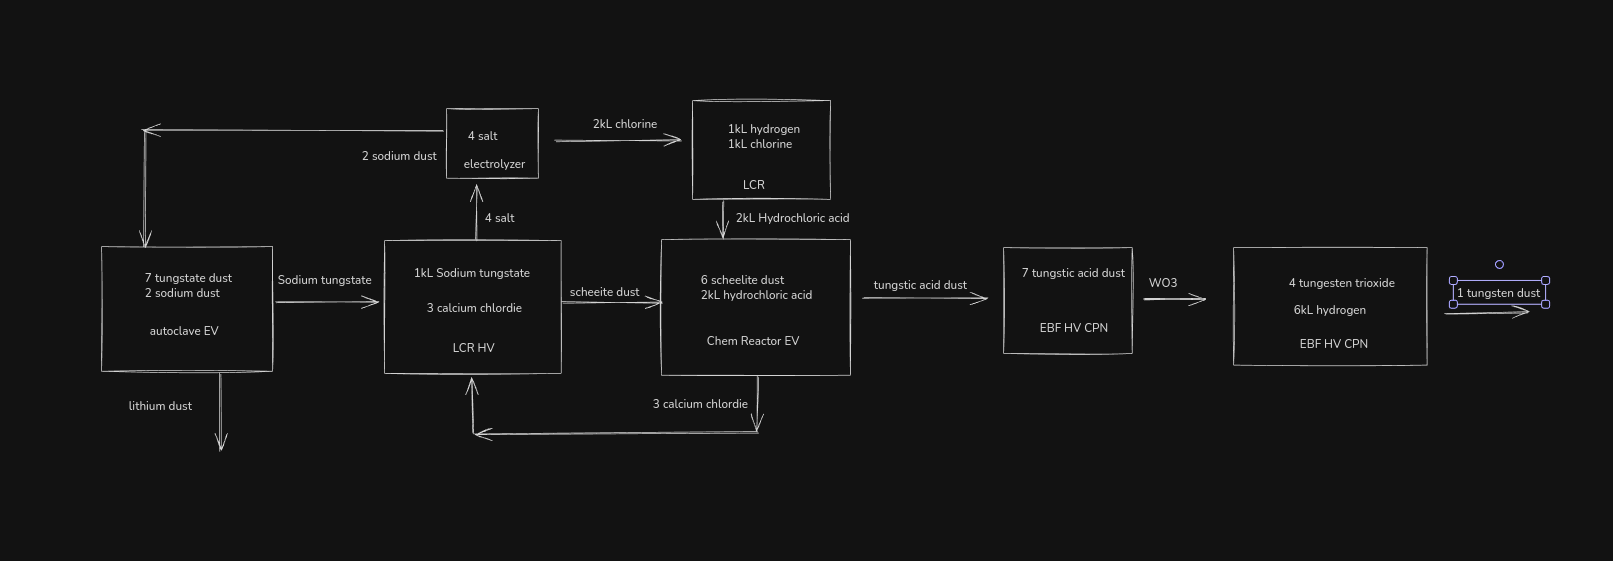 2kL chlorine
1kL hydrogen
1kL chlorine
4 salt
2 sodium dust
electrolyzer
LCR
4 salt
2kL Hydrochloric acid
7 tungstate dust
2 sodium dust
autoclave EV
Sodium tungstate
1kL Sodium tungstate
3 calcium chlordie
LCR HV
scheeite dust
6 scheelite dust
2kL hydrochloric acid
Chem Reactor EV
tungstic acid dust
7 tungstic acid dust
EBF HV CPN
WO3
4 tungesten trioxide
6kL hydrogen
EBF HV CPN
1 tungsten dust
lithium dust
3 calcium chlordie